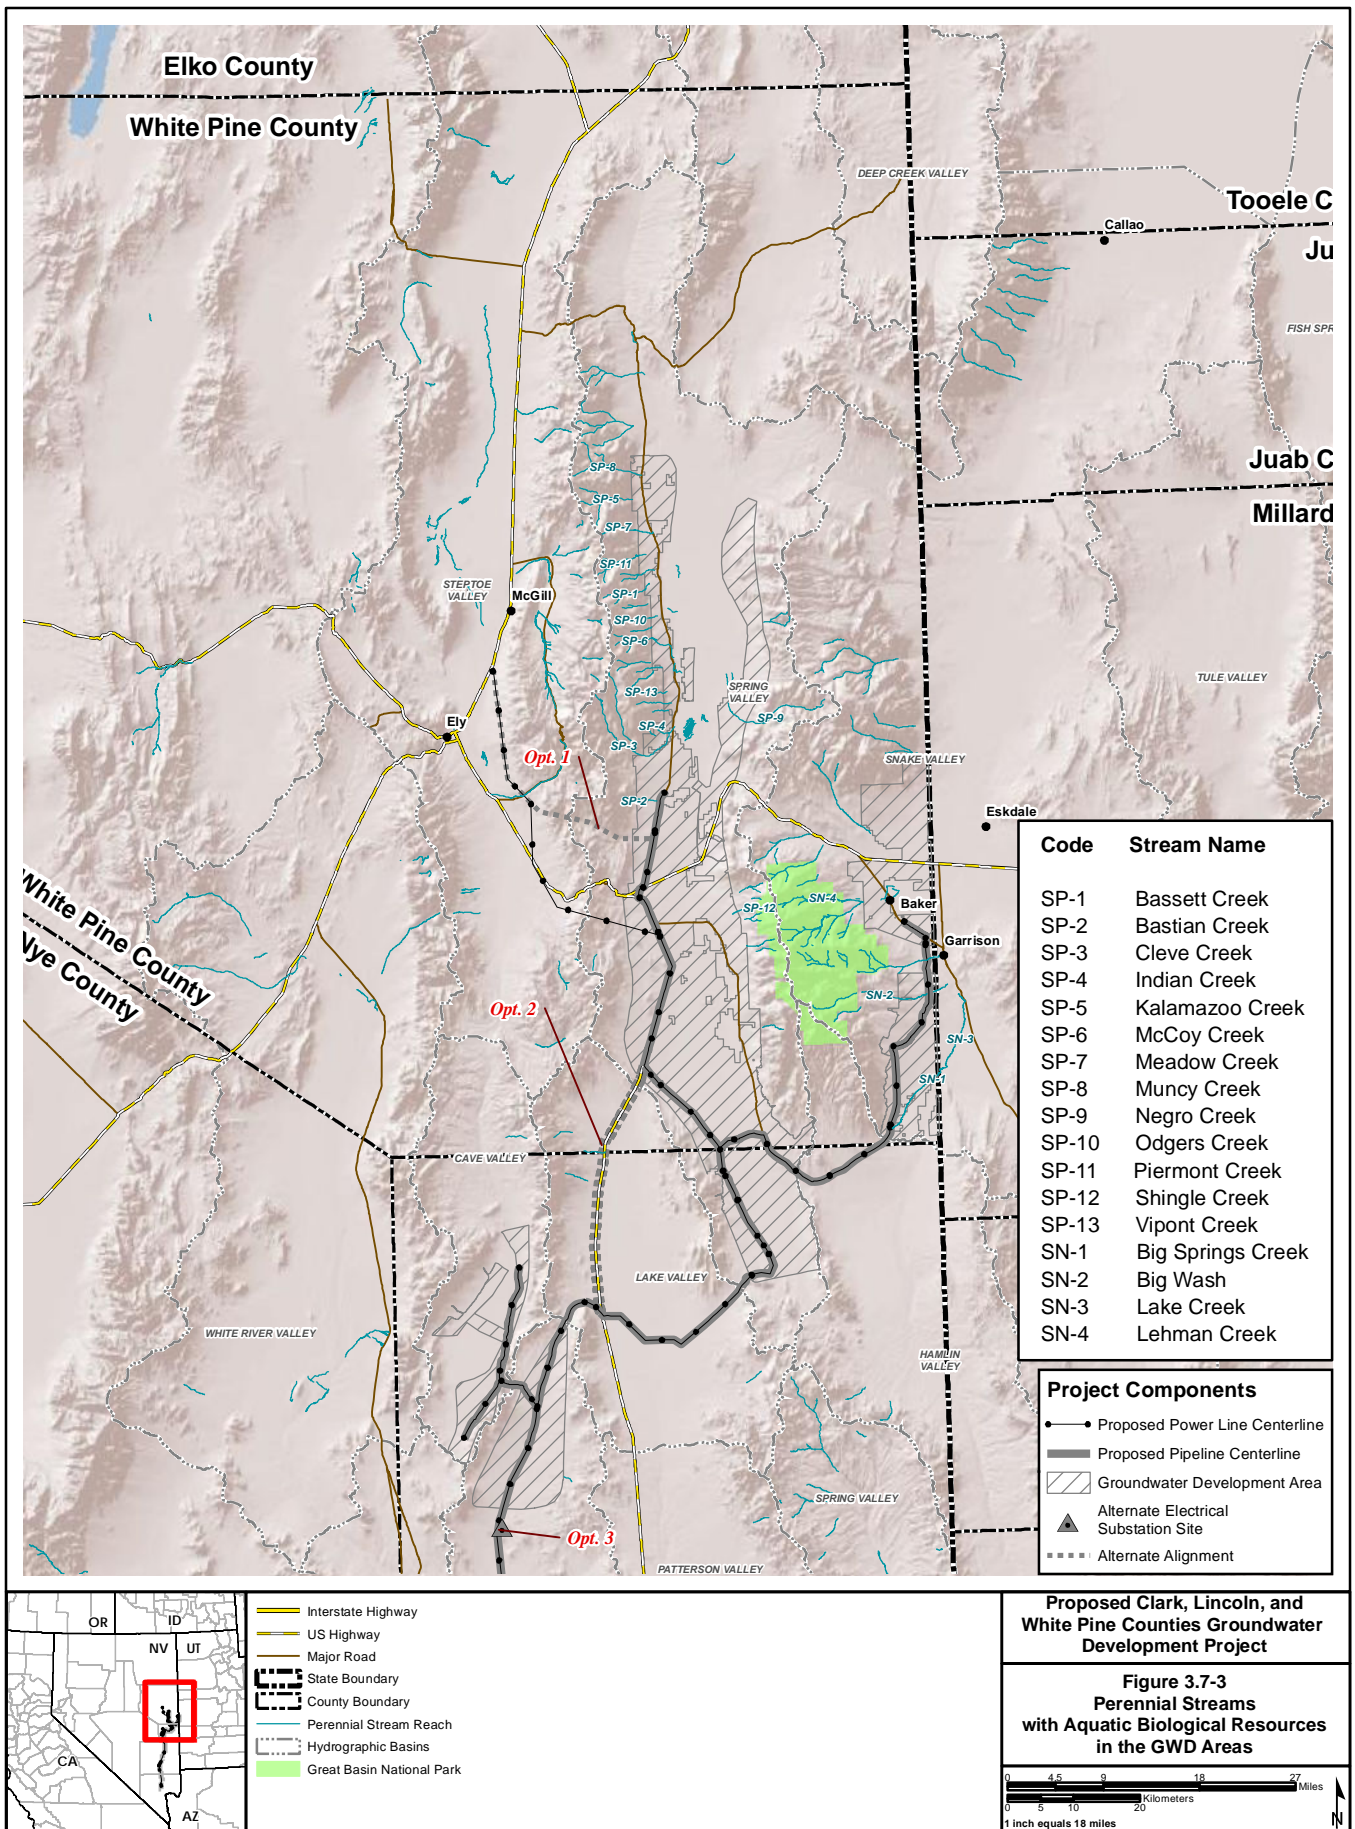 Elko County
White Pine County
DEEP CREEK VALLEY
Tooele C
Callao
Ju
FISH SPR
Juab C
Millard
SP-8
SP-5
SP-7
SP-11
STEPTOE
VALLEY
McGill
SP-1
SP-10
SP-6
SP-13
SPRING
VALLEY
TULE VALLEY
SP-9
Ely
SP-4
SP-3
Opt. 1
SNAKE VALLEY
SP-2
Eskdale
White Pine County
Nye County
SN-4
SP-12
Baker
Garrison
SN-2
Opt. 2
SN-3
SN-1
CAVE VALLEY
LAKE VALLEY
WHITE RIVER VALLEY
HAMLIN
VALLEY
SPRING VALLEY
Opt. 3
PATTERSON VALLEY
Code Stream Name
SP-1 Bassett Creek
SP-2 Bastian Creek
SP-3 Cleve Creek
SP-4 Indian Creek
SP-5 Kalamazoo Creek
SP-6 McCoy Creek
SP-7 Meadow Creek
SP-8 Muncy Creek
SP-9 Negro Creek
SP-10 Odgers Creek
SP-11 Piermont Creek
SP-12 Shingle Creek
SP-13 Vipont Creek
SN-1 Big Springs Creek
SN-2 Big Wash
SN-3 Lake Creek
SN-4 Lehman Creek
Project Components
Proposed Power Line Centerline
Proposed Pipeline Centerline
Groundwater Development Area
Alternate Electrical
Substation Site
Alternate Alignment
OR
ID
NV
UT
CA
AZ
Interstate Highway
US Highway
Major Road
State Boundary
County Boundary
Perennial Stream Reach
Hydrographic Basins
Great Basin National Park
Proposed Clark, Lincoln, and
White Pine Counties Groundwater
Development Project
Figure 3.7-3
Perennial Streams
with Aquatic Biological Resources
in the GWD Areas
0 4.5 9 18 27
Miles
Kilometers
0 5 10 20
1 inch equals 18 miles
N